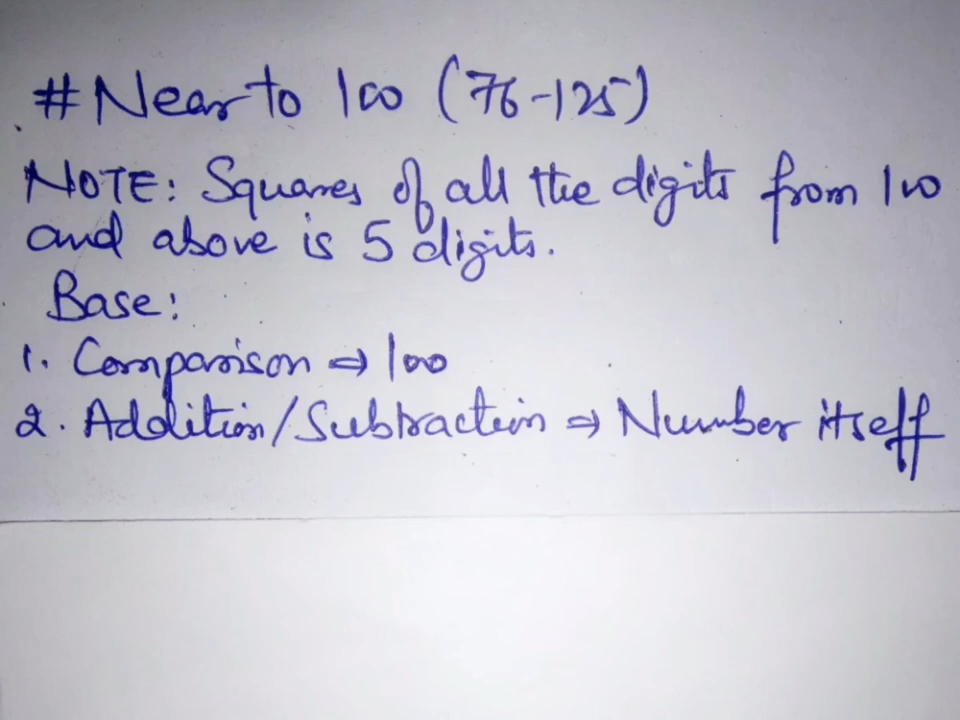 # Near to 100 (76-125)
NOTE: Squares of all the digits from 100
and above is 5 digits.
Base:
1. Comparison ⇒ 100
2. Addition/Subtraction ⇒ Number itself